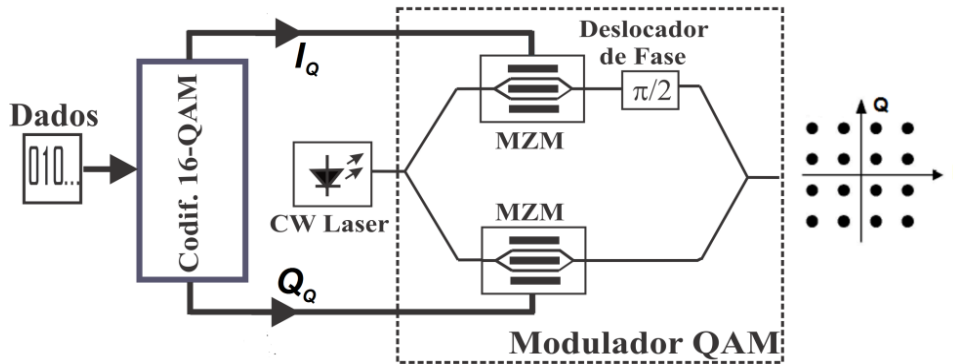 Dados
010...
Codif. 16-QAM
I_Q
Q_Q
CW Laser
MZM
Deslocador
de Fase
π/2
MZM
Modulador QAM
Q